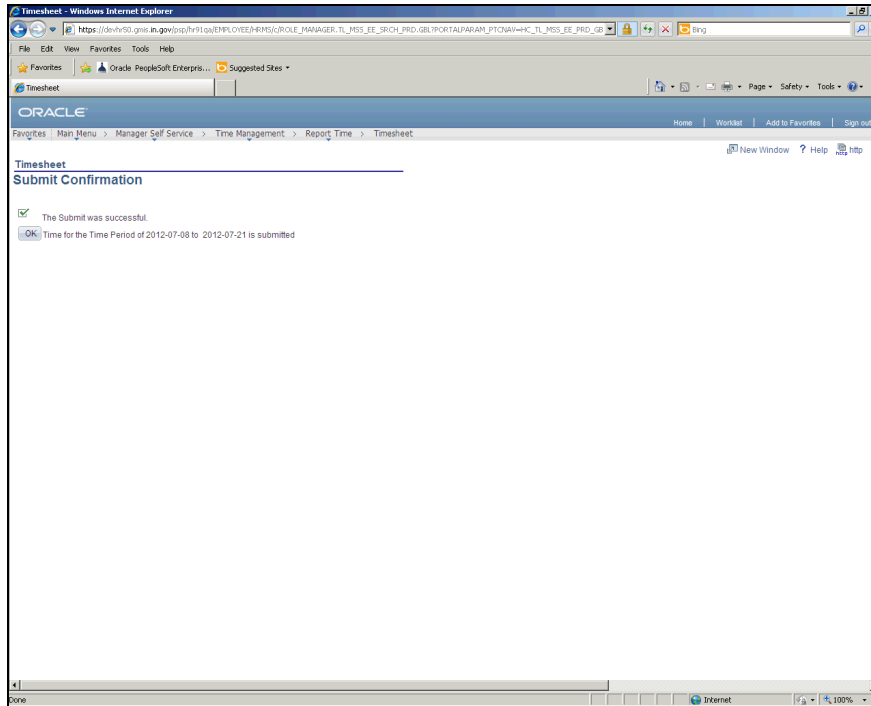 Timesheet - Windows Internet Explorer
https://devhr50.gmis.in.gov/psp/hr91qa/EMPLOYEE/HRMS/c/ROLE_MANAGER.TL_MSS_EE_SRCH_PRD.GBL?PORTALPARAM_PTCNAV=HC_TL_MSS_EE_PRD_GB
Bing
File Edit View Favorites Tools Help
Favorites Oracle PeopleSoft Enterpris... Suggested Sites
Timesheet
Page Safety Tools
ORACLE
Home | Worklist | Add to Favorites | Sign out
Favorites Main Menu > Manager Self Service > Time Management > Report Time > Timesheet
New Window ? Help http
Timesheet
Submit Confirmation
The Submit was successful.
OK Time for the Time Period of 2012-07-08 to 2012-07-21 is submitted
Done
Internet
100%